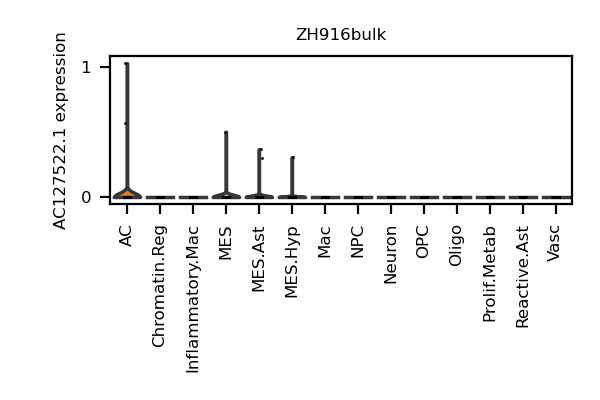 ZH916bulk
AC127522.1 expression
1
0
AC
Chromatin.Reg
Inflammatory.Mac
MES
MES.Ast
MES.Hyp
Mac
NPC
Neuron
OPC
Oligo
Prolif.Metab
Reactive.Ast
Vasc